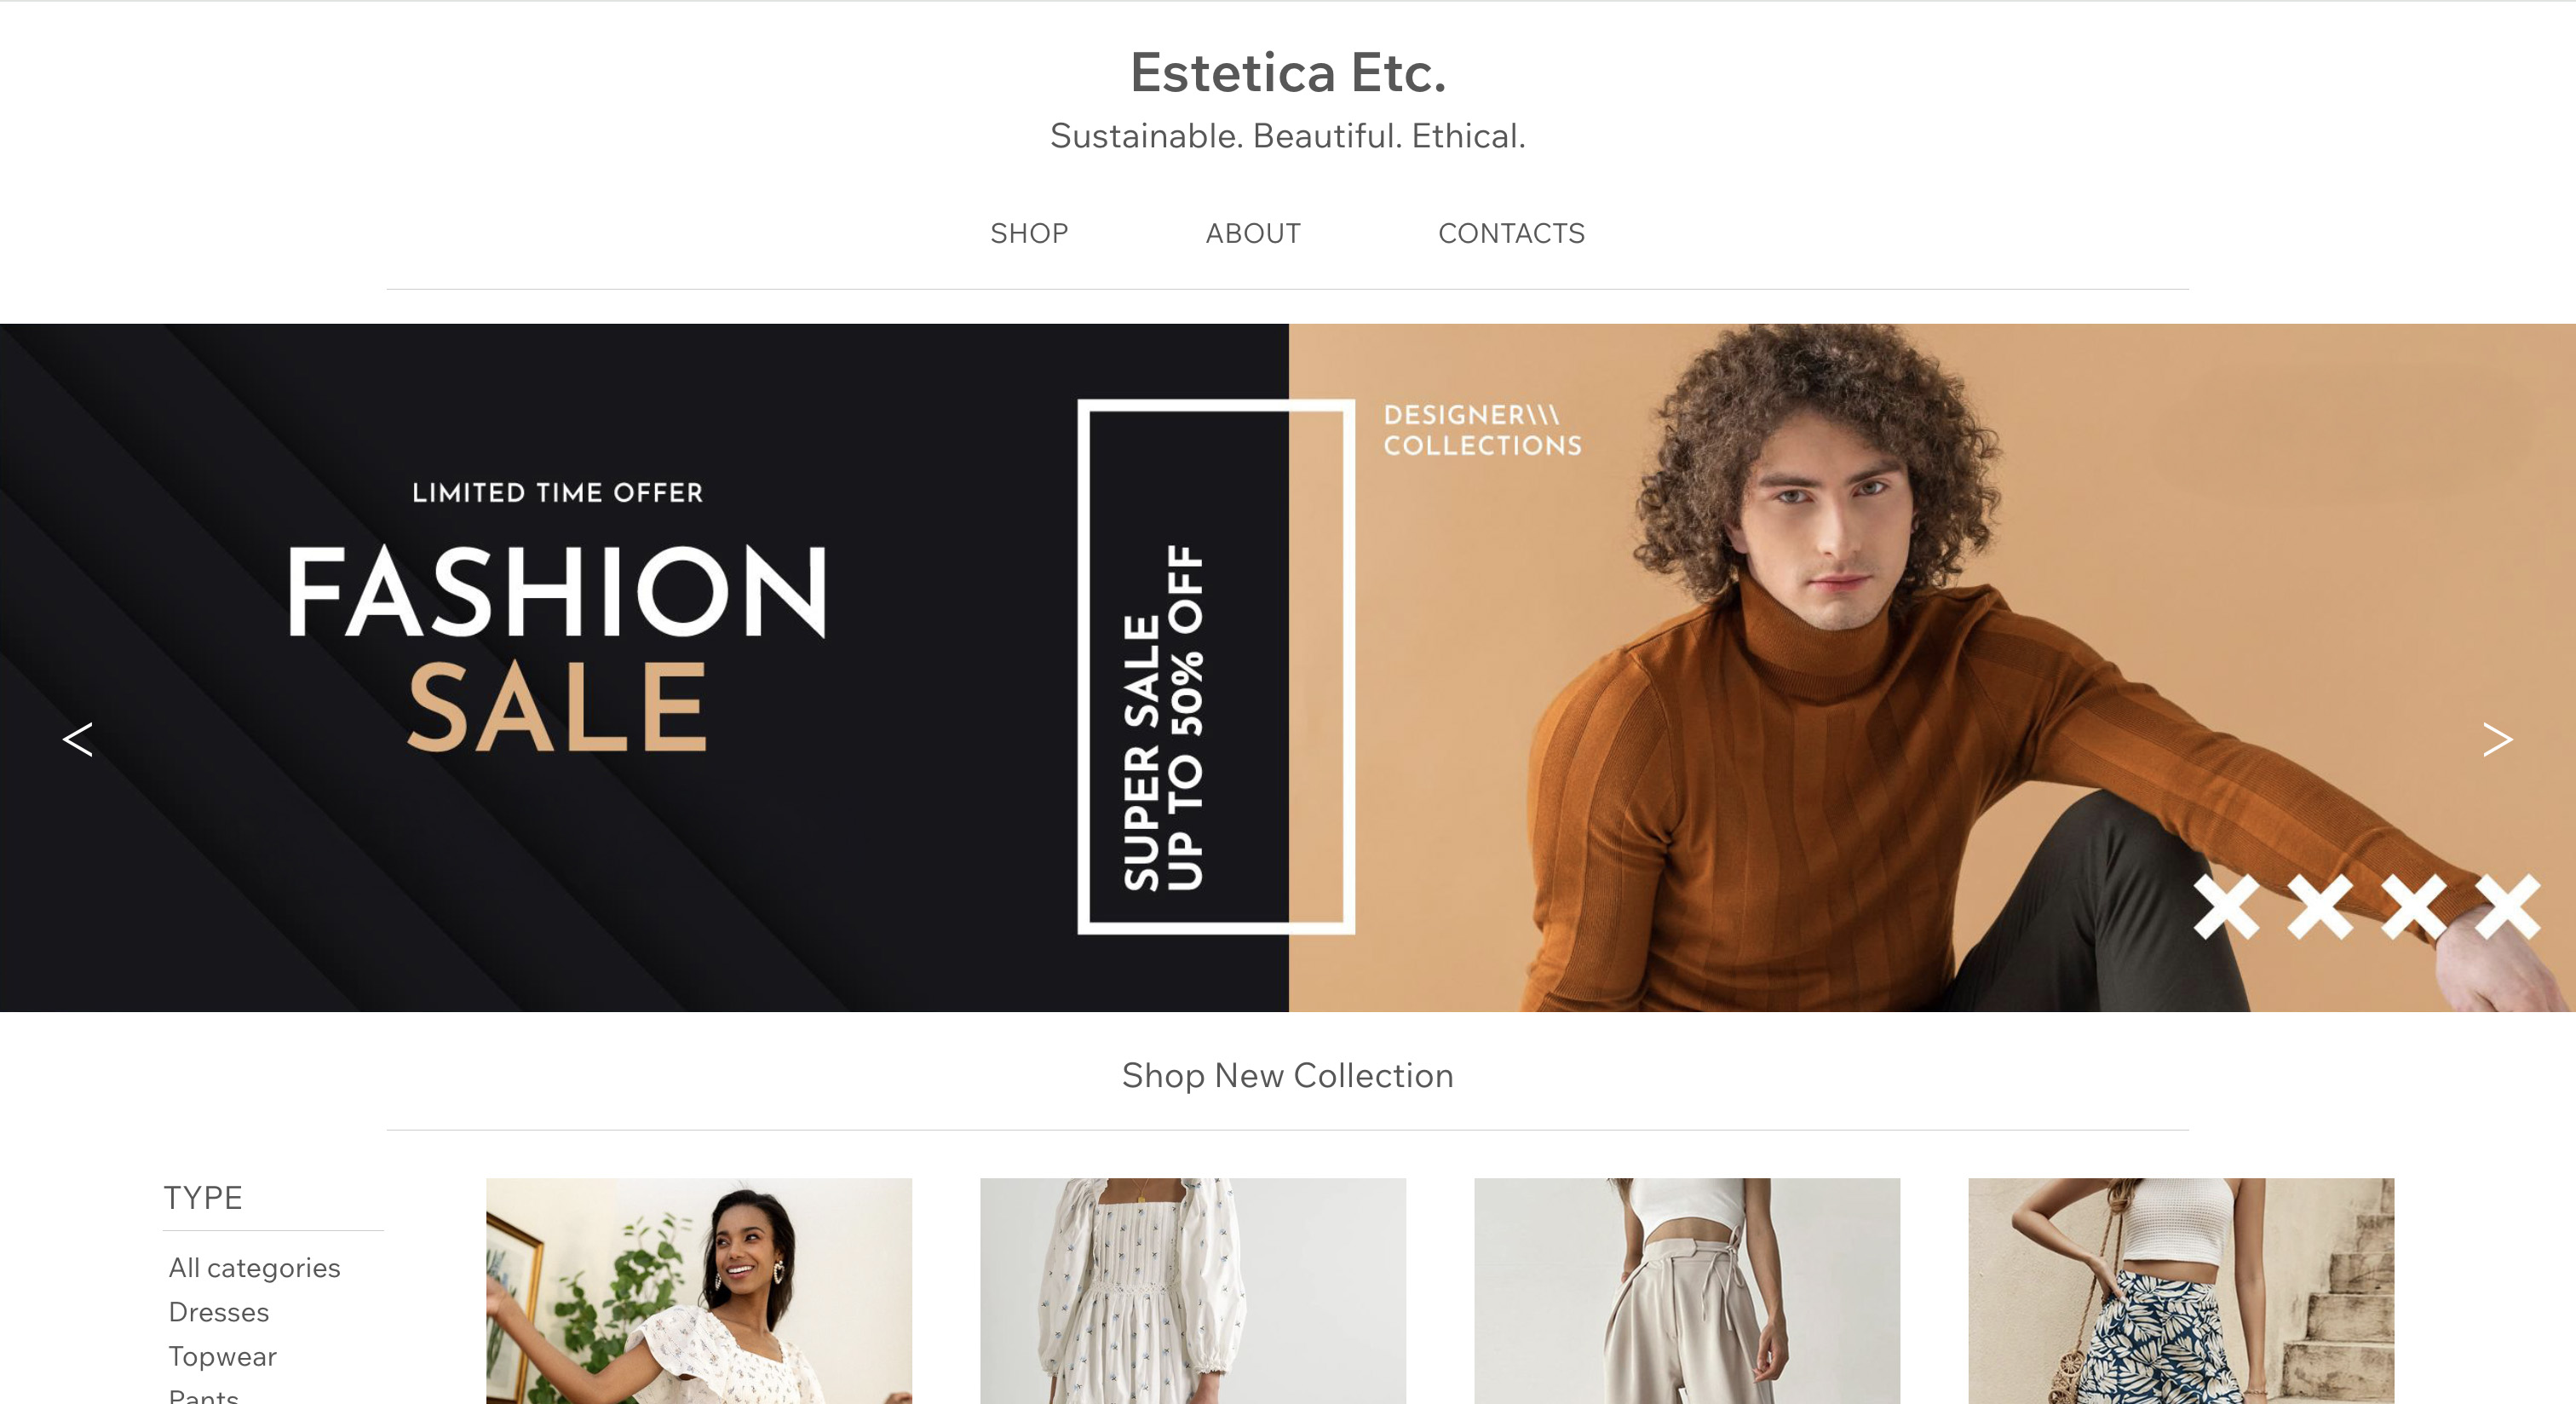 Estetica Etc.
Sustainable. Beautiful. Ethical.
SHOP ABOUT CONTACTS
LIMITED TIME OFFER
FASHION
SALE
SUPER SALE
UP TO 50% OFF
DESIGNER\\\
COLLECTIONS
Shop New Collection
TYPE
All categories
Dresses
Topwear
Pants